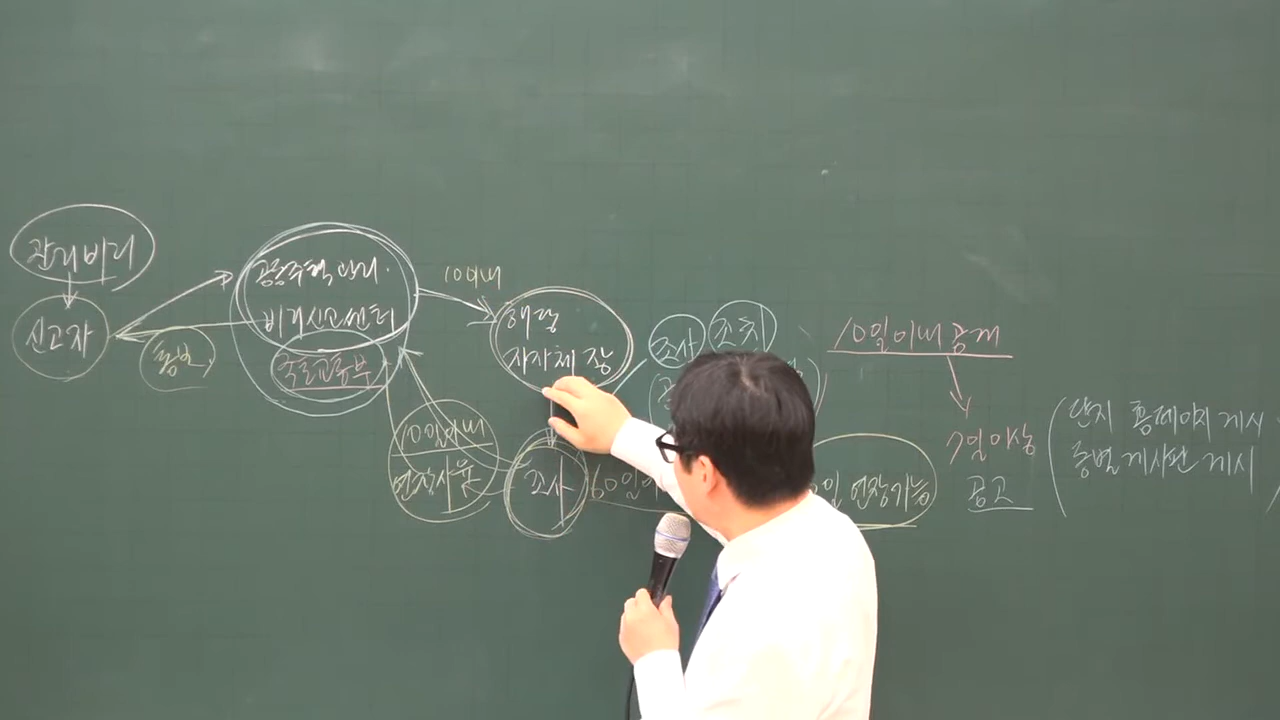 관리비리
신고자
통보
공동주택관리
비리신고센터
국토교통부
10이내
해당
지자체 장
10일이내
연장사유
조사
60일이
조사
조치
일 연장가능
10일이내 공개
7일이상
공고
단지 홈페이지 게시
동별게시판 게시